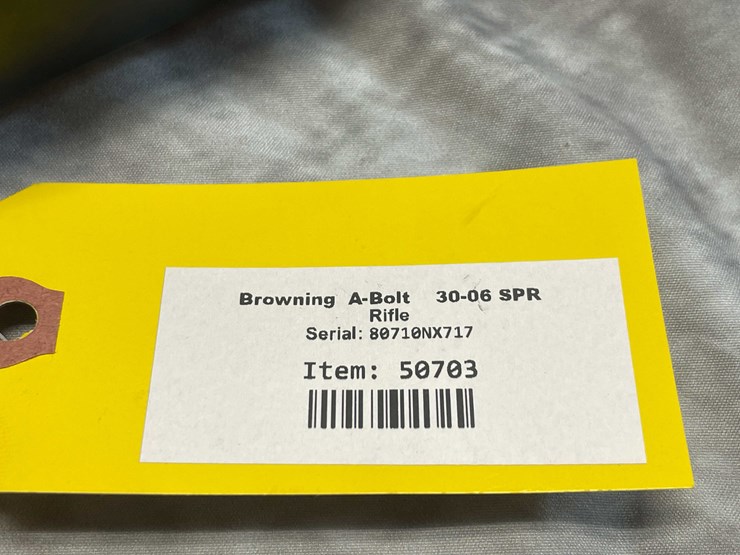 Browning A-Bolt 30-06 SPR
Rifle
Serial: 80710NX717
Item: 50703